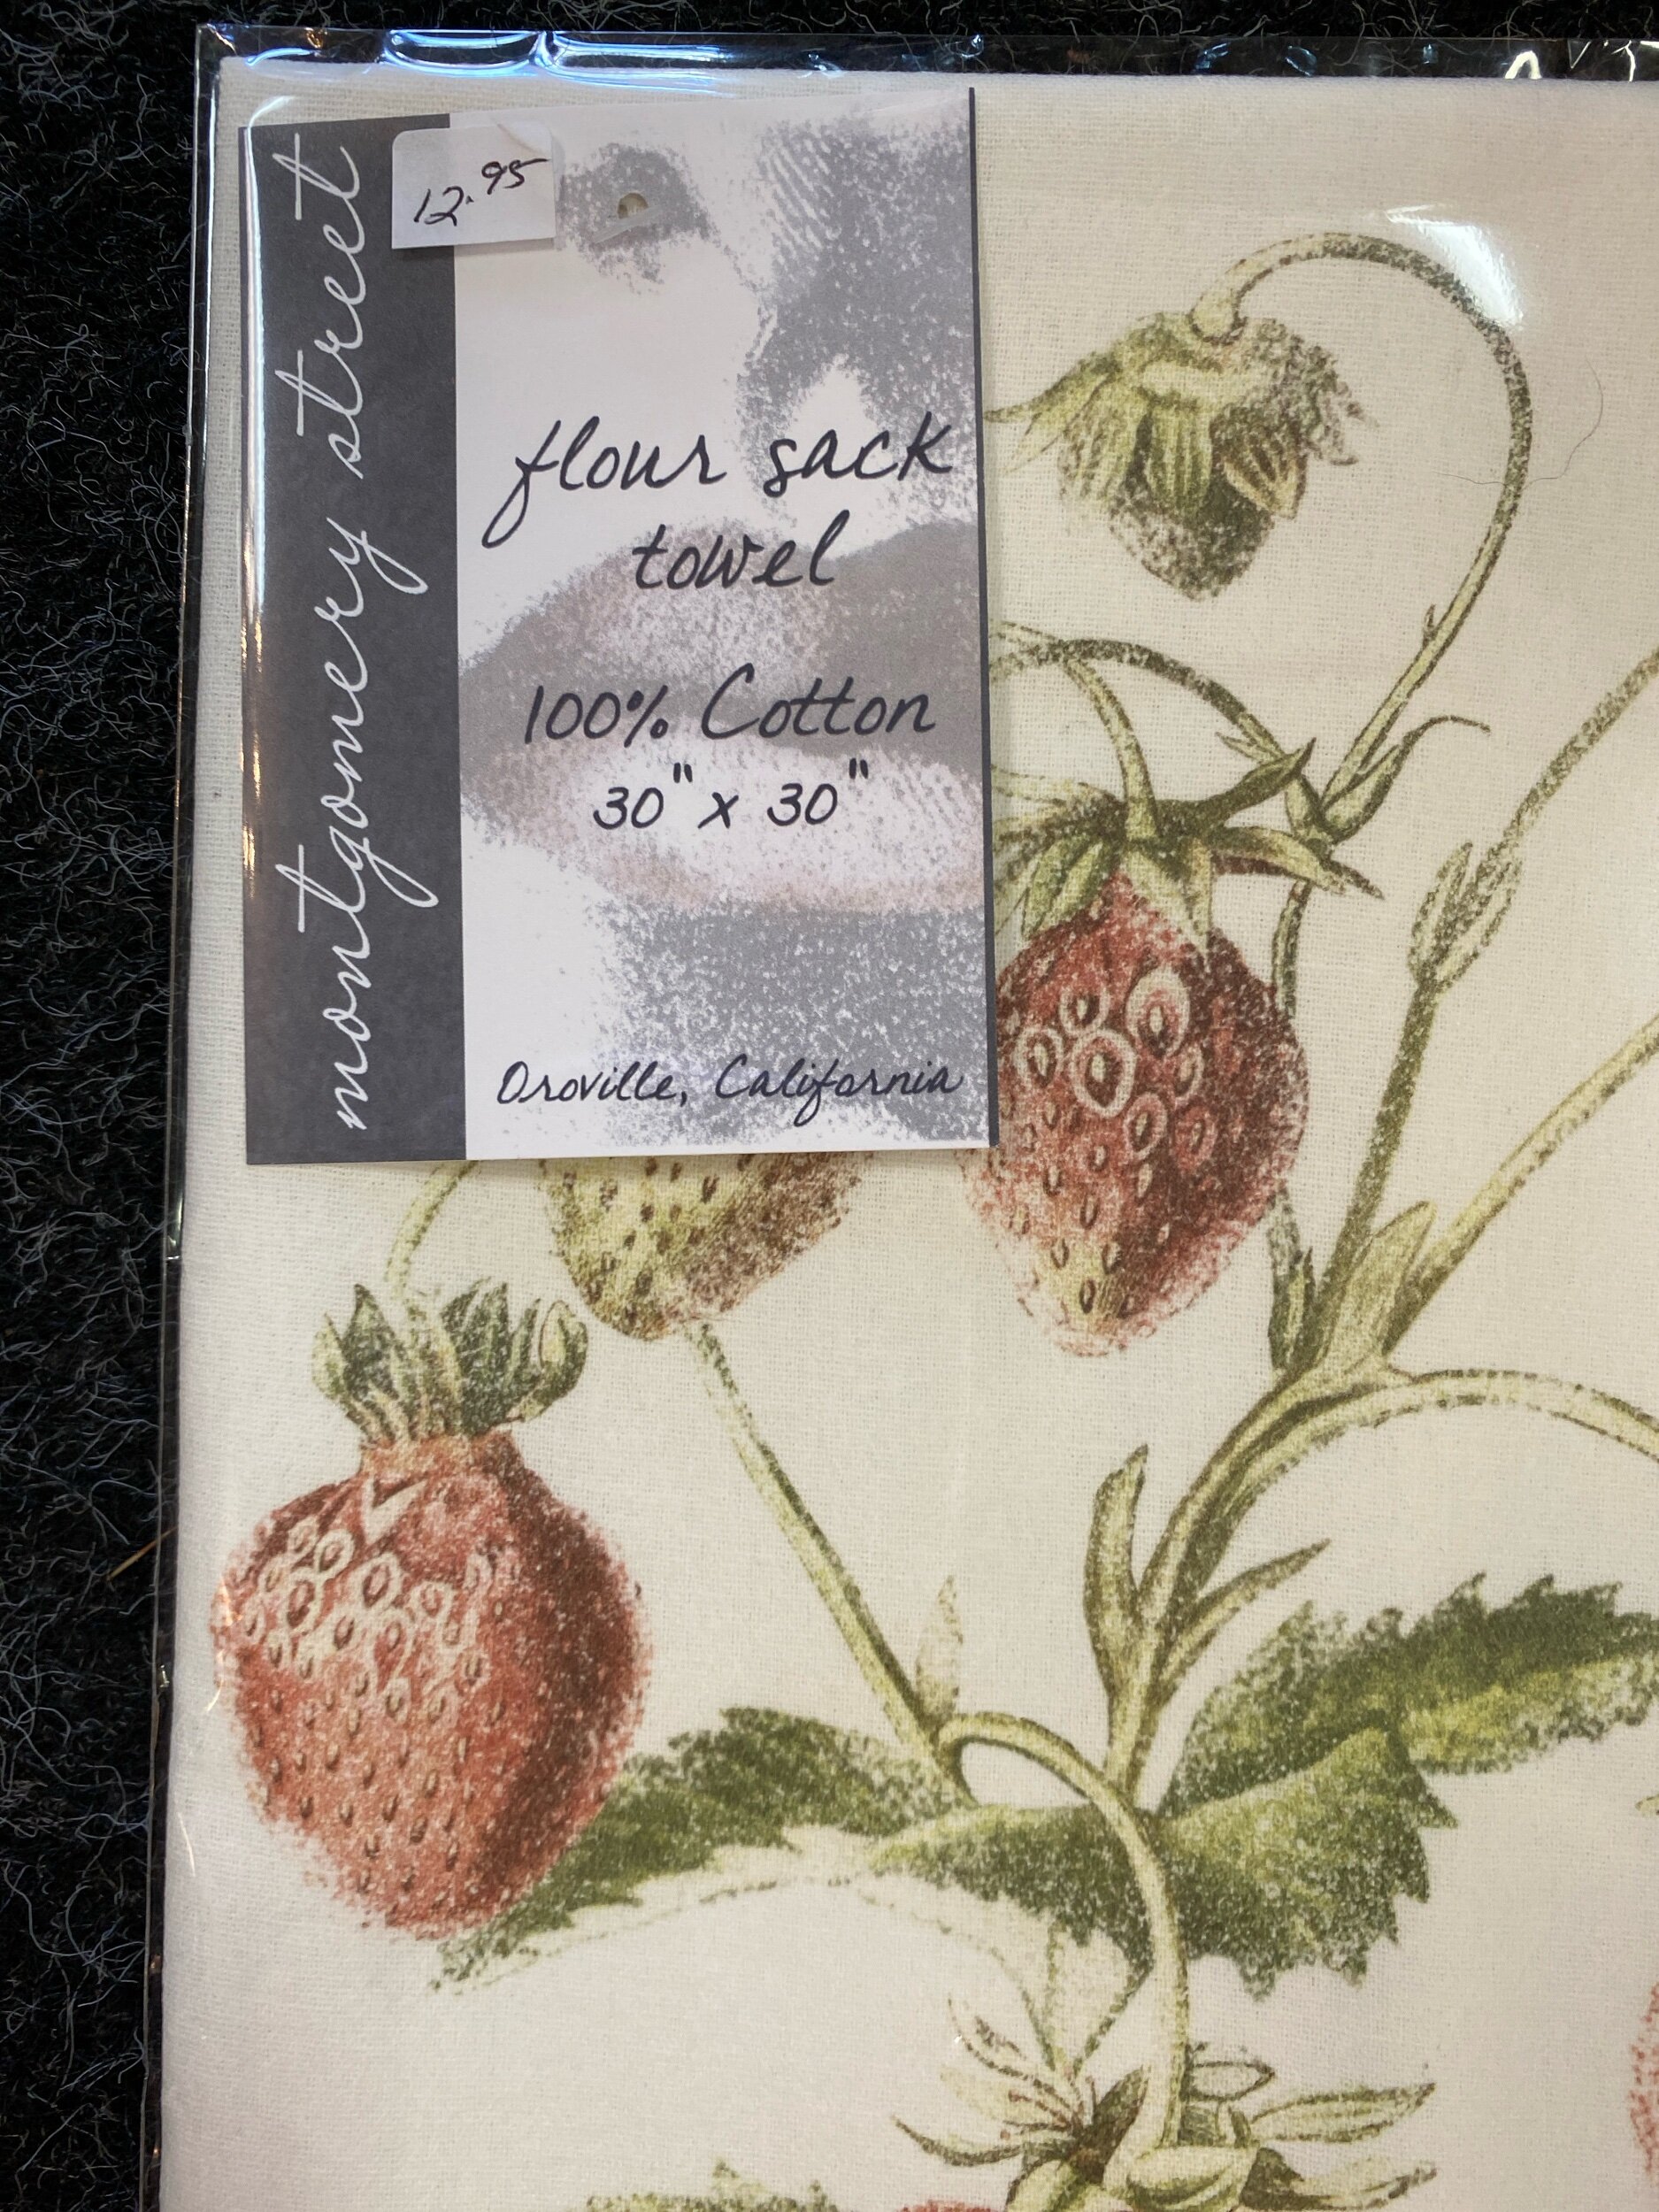 montgomery street
12.95
flour sack
towel
100% Cotton
30" x 30"
Oroville, California